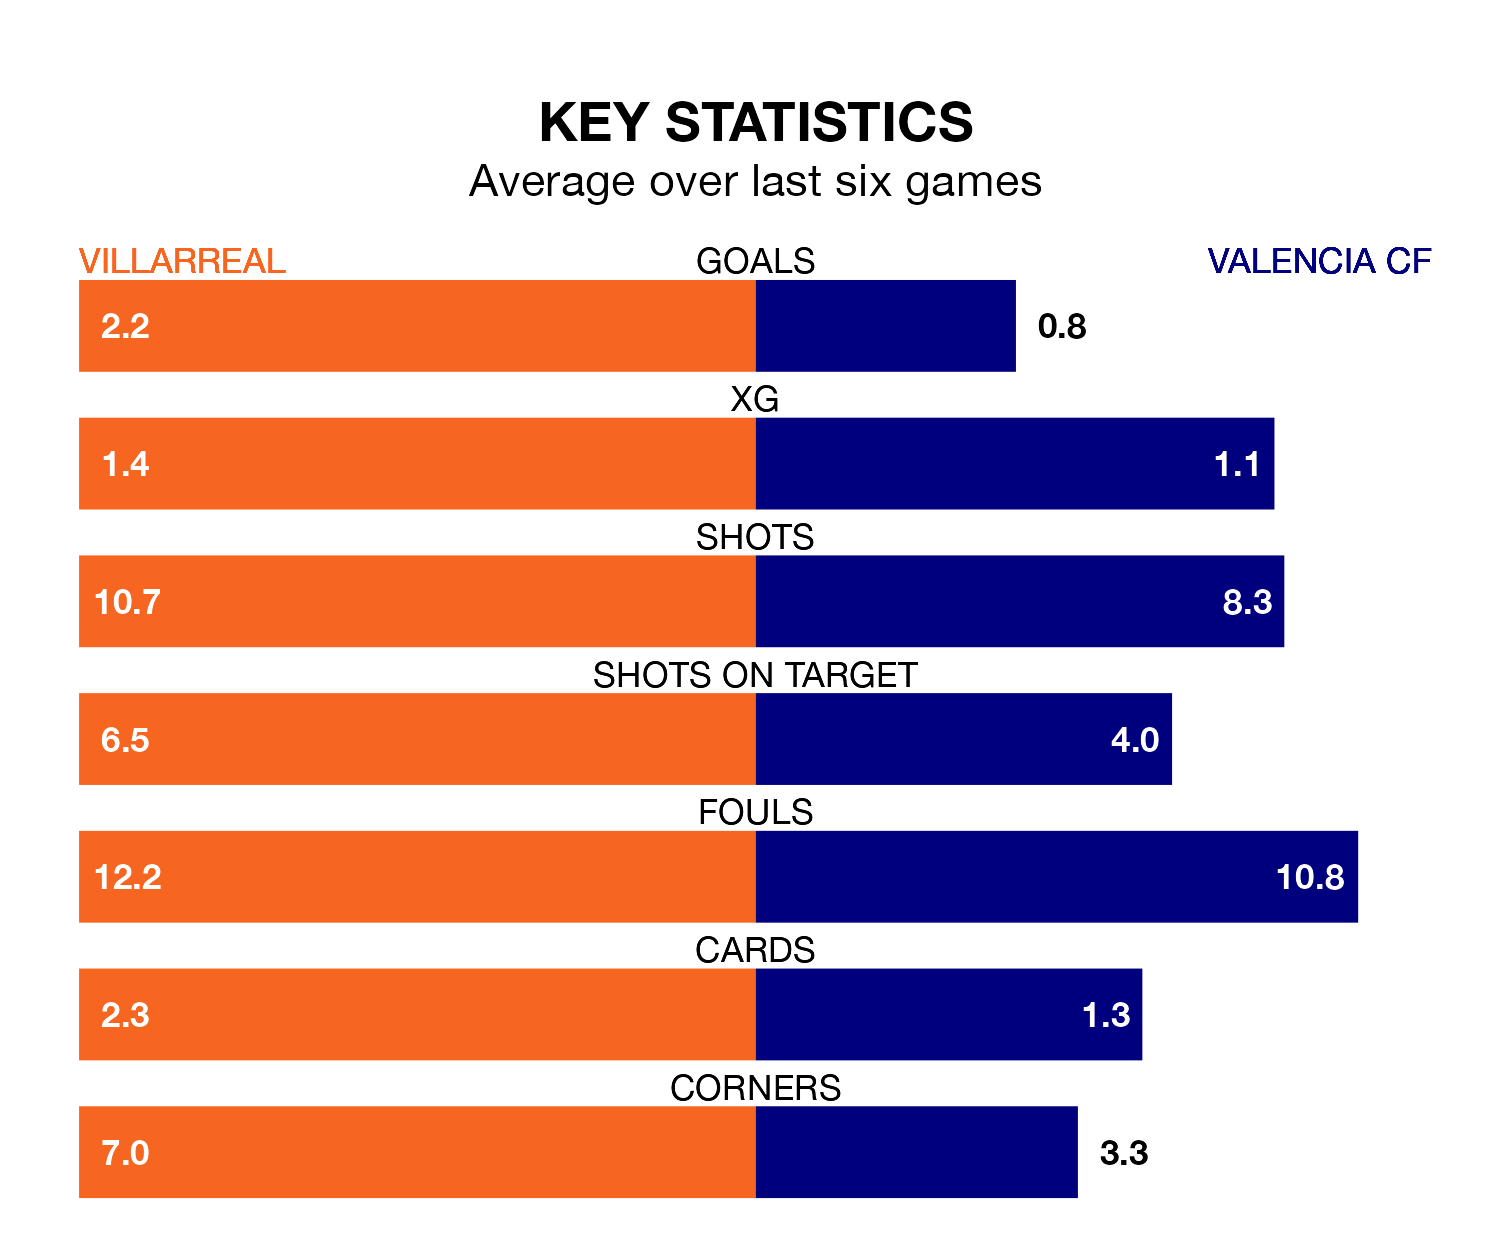 KEY STATISTICS
Average over last six games
VILLARREAL GOALS VALENCIA CF
2.2 0.8
XG
1.4 1.1
SHOTS
10.7 8.3
SHOTS ON TARGET
6.5 4.0
FOULS
12.2 10.8
CARDS
2.3 1.3
CORNERS
7.0 3.3